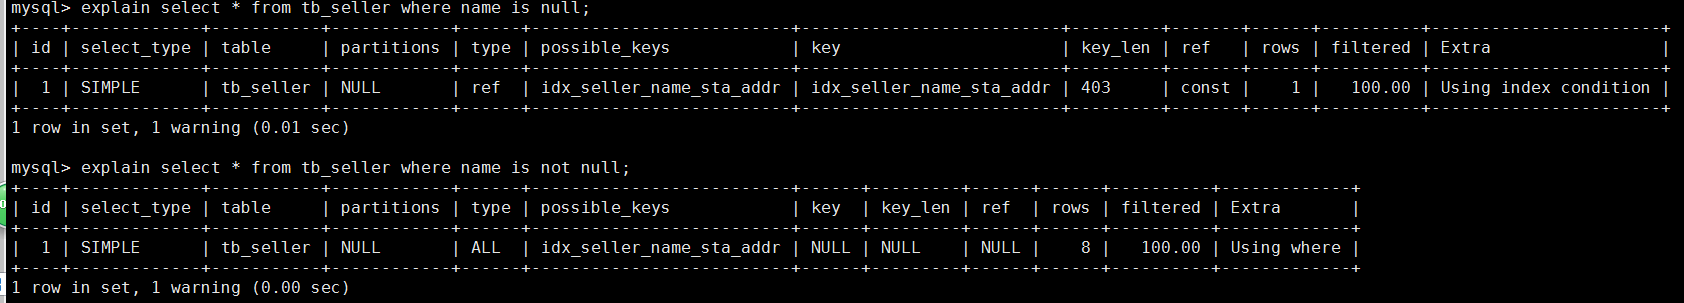 mysql> explain select * from tb_seller where name is null;
+----+-------------+-----------+------------+------+--------------------------+--------------------------+---------+-------+------+----------+-----------------------+
| id | select_type | table     | partitions | type | possible_keys            | key                      | key_len | ref   | rows | filtered | Extra                 |
+----+-------------+-----------+------------+------+--------------------------+--------------------------+---------+-------+------+----------+-----------------------+
|  1 | SIMPLE      | tb_seller | NULL       | ref  | idx_seller_name_sta_addr | idx_seller_name_sta_addr | 403     | const |    1 |   100.00 | Using index condition |
+----+-------------+-----------+------------+------+--------------------------+--------------------------+---------+-------+------+----------+-----------------------+
1 row in set, 1 warning (0.01 sec)
mysql> explain select * from tb_seller where name is not null;
+----+-------------+-----------+------------+------+--------------------------+------+---------+------+------+----------+-------------+
| id | select_type | table     | partitions | type | possible_keys            | key  | key_len | ref  | rows | filtered | Extra       |
+----+-------------+-----------+------------+------+--------------------------+------+---------+------+------+----------+-------------+
|  1 | SIMPLE      | tb_seller | NULL       | ALL  | idx_seller_name_sta_addr | NULL | NULL    | NULL |    8 |   100.00 | Using where |
+----+-------------+-----------+------------+------+--------------------------+------+---------+------+------+----------+-------------+
1 row in set, 1 warning (0.00 sec)